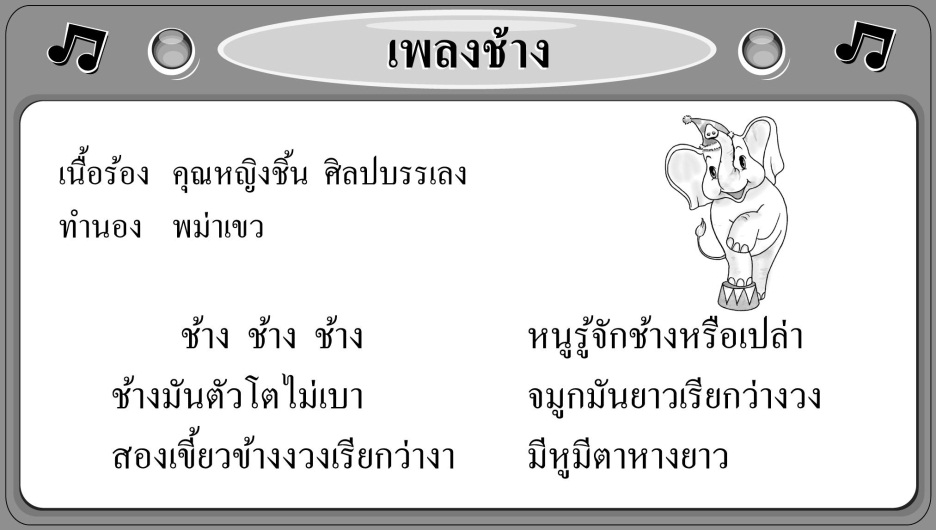 เพลงช้าง
เนื้อร้อง คุณหญิงชิ้น ศิลปบรรเลง
ทำนอง พม่าเขว
ช้าง ช้าง ช้าง หนูรู้จักช้างหรือเปล่า
ช้างมันตัวโตไม่เบา จมูกมันยาวเรียกว่างวง
สองเขี้ยวข้างงวงเรียกว่างา มีหูมีตาหางยาว